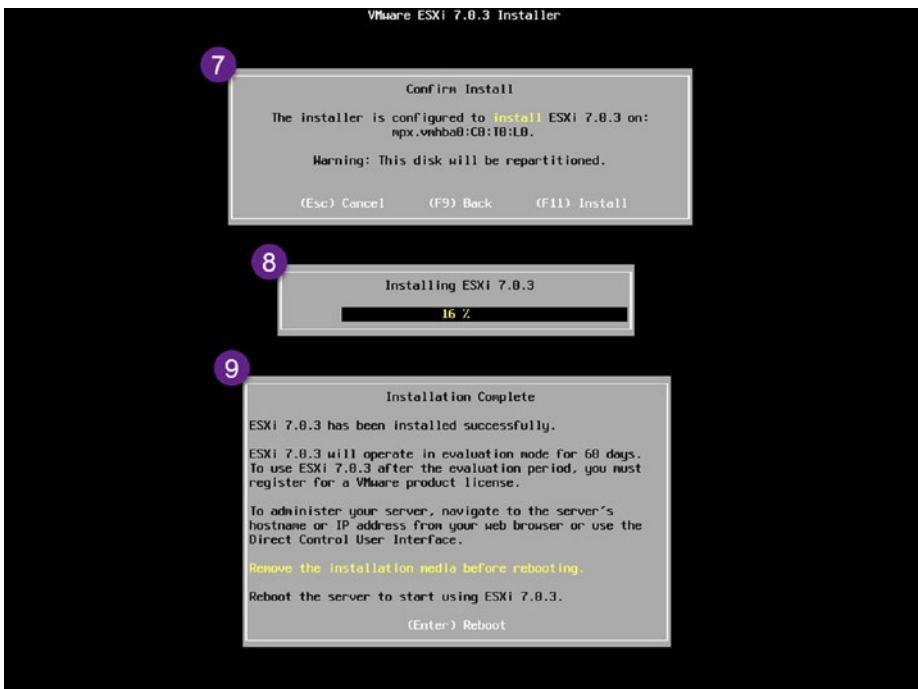 VMware ESXi 7.0.3 Installer
7
Confirm Install
The installer is configured to install ESXi 7.0.3 on:
mpx.vmhba0:C0:T0:L0.
Warning: This disk will be repartitioned.
(Esc) Cancel (F9) Back (F11) Install
8
Installing ESXi 7.0.3
16 %
9
Installation Complete
ESXi 7.0.3 has been installed successfully.
ESXi 7.0.3 will operate in evaluation mode for 60 days.
To use ESXi 7.0.3 after the evaluation period, you must
register for a VMware product license.
To administer your server, navigate to the server's
hostname or IP address from your web browser or use the
Direct Control User Interface.
Remove the installation media before rebooting.
Reboot the server to start using ESXi 7.0.3.
(Enter) Reboot